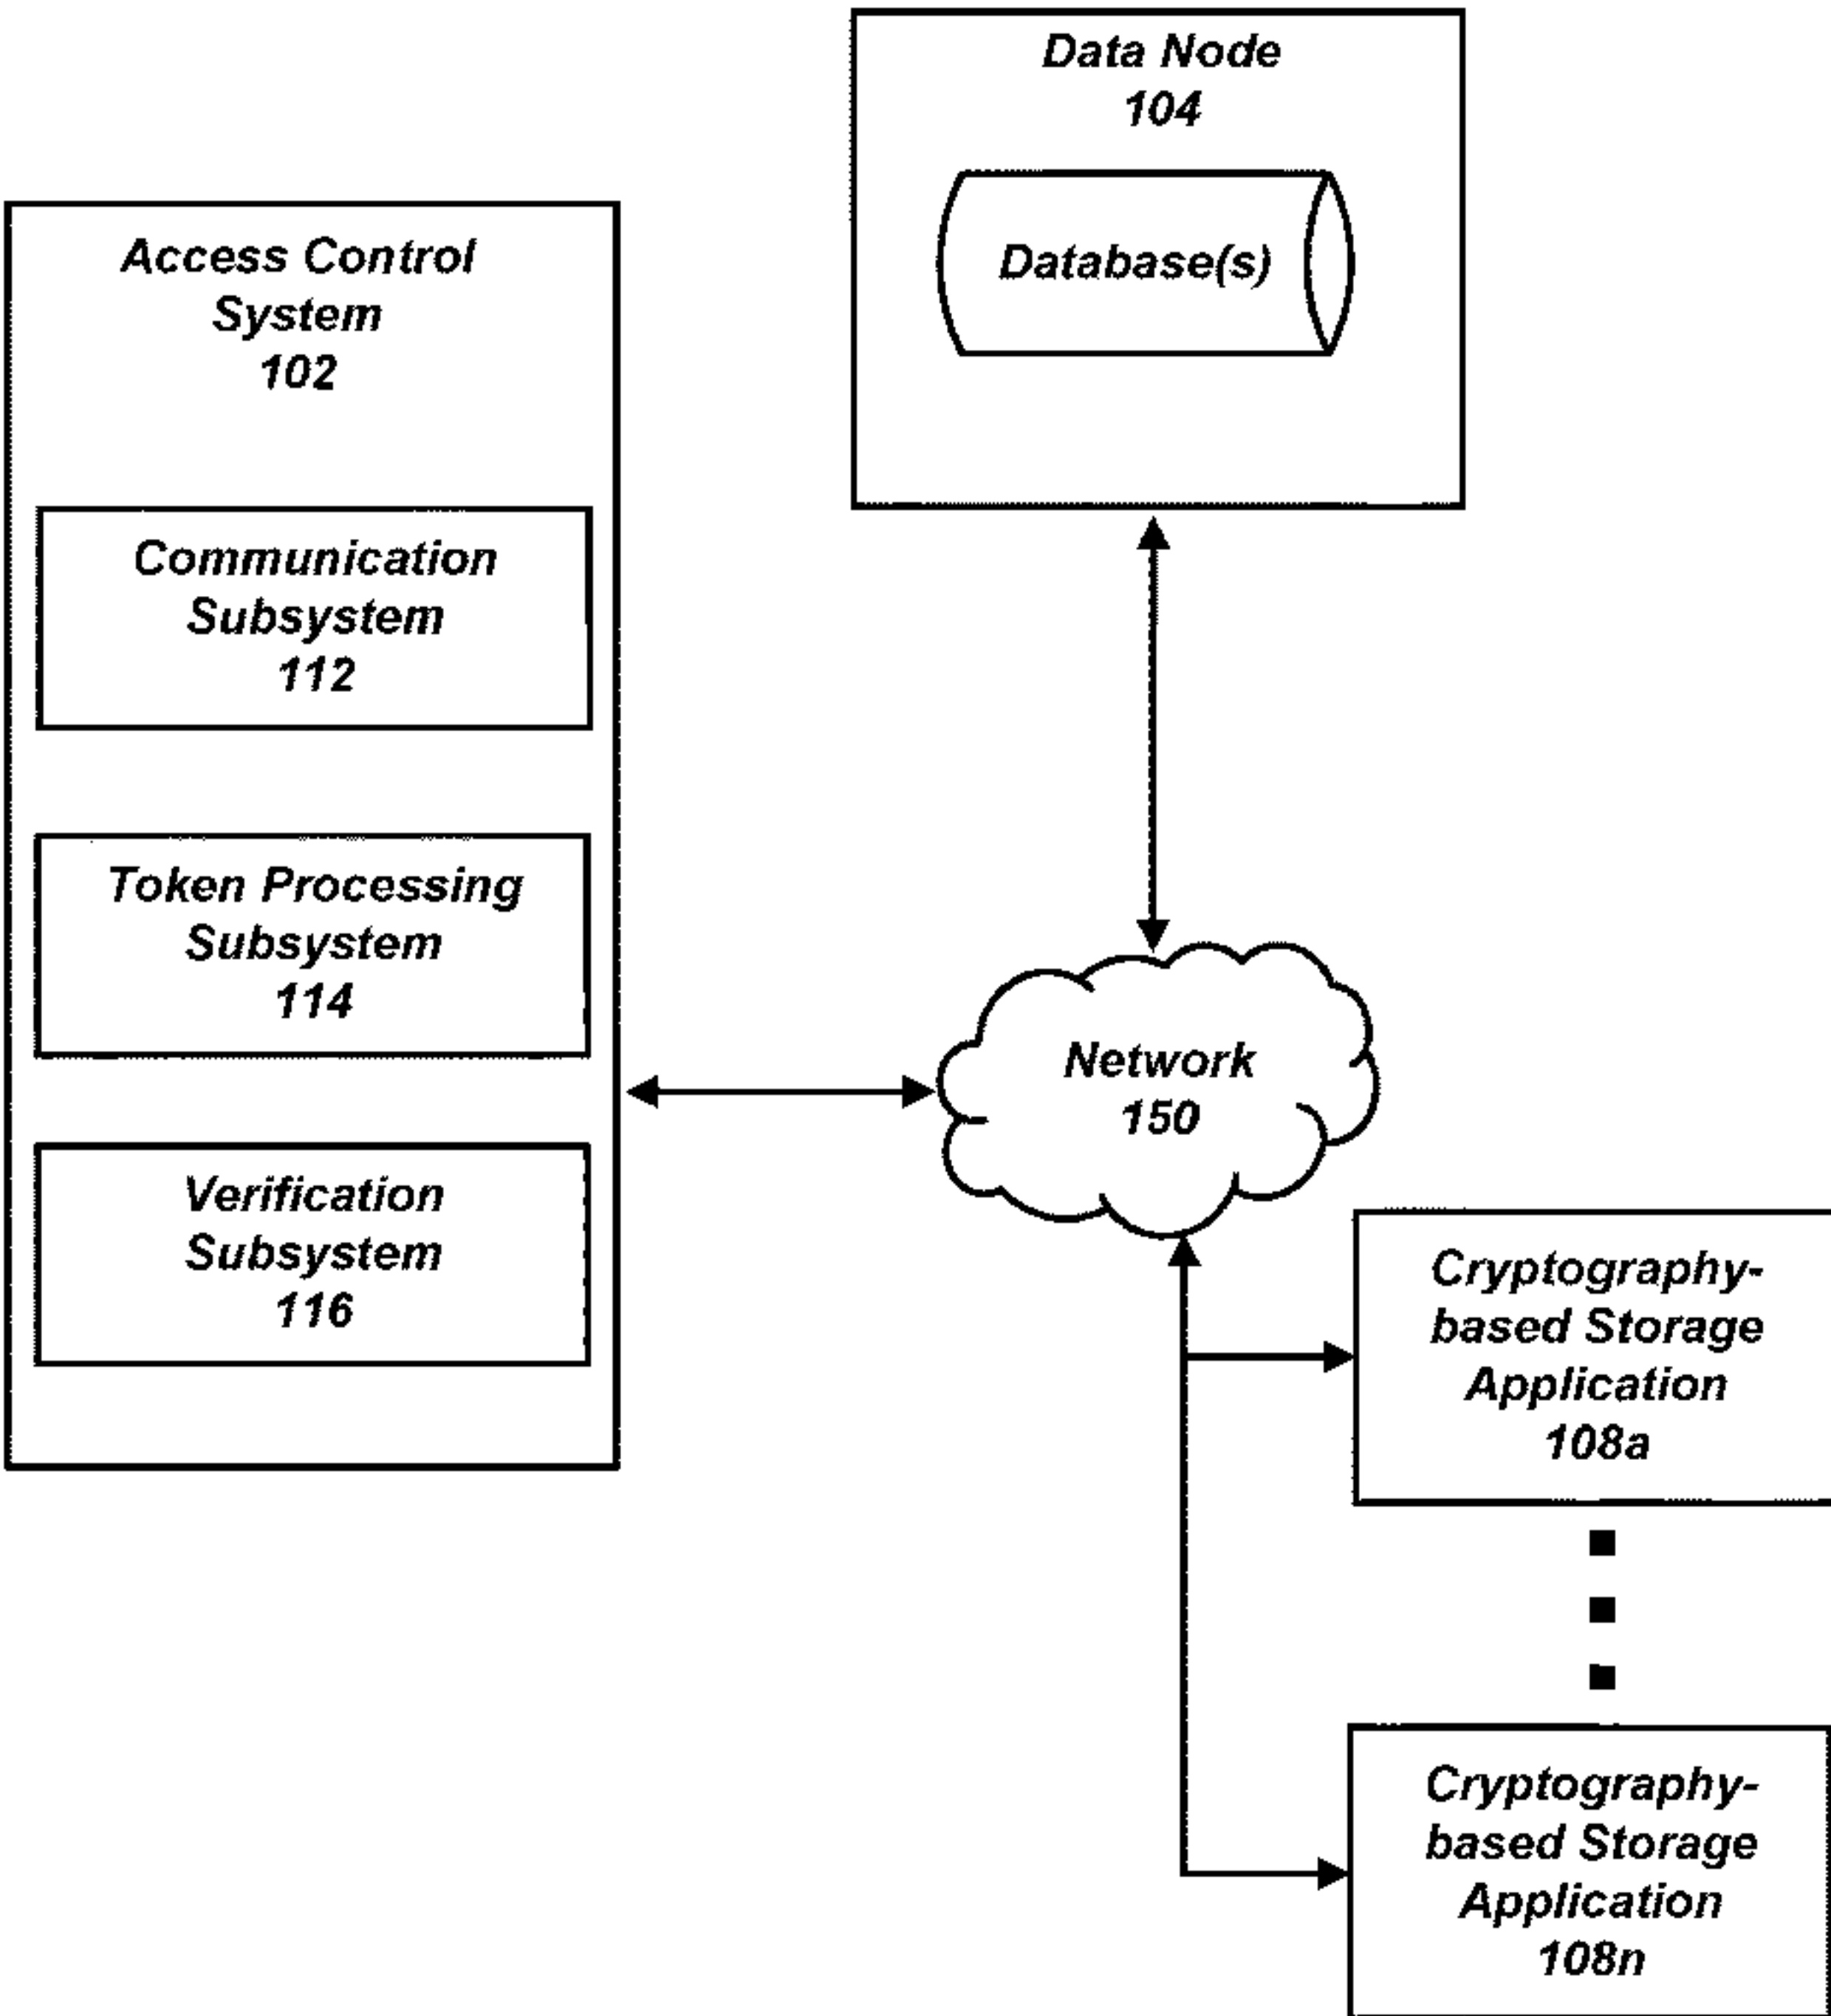 Data Node
104
Database(s)
Access Control
System
102
Communication
Subsystem
112
Token Processing
Subsystem
114
Verification
Subsystem
116
Network
150
Cryptography-
based Storage
Application
108a
Cryptography-
based Storage
Application
108n